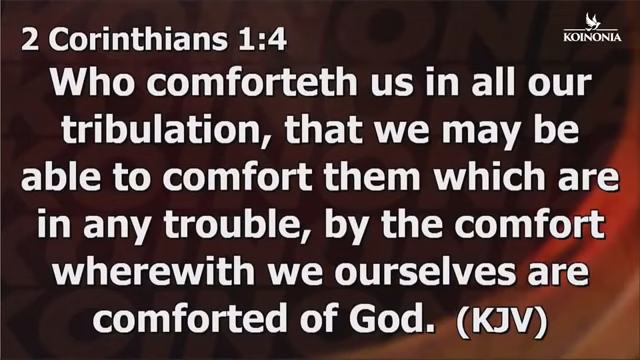 2 Corinthians 1:4
KOINONIA
Who comforteth us in all our
tribulation, that we may be
able to comfort them which are
in any trouble, by the comfort
wherewith we ourselves are
comforted of God. (KJV)